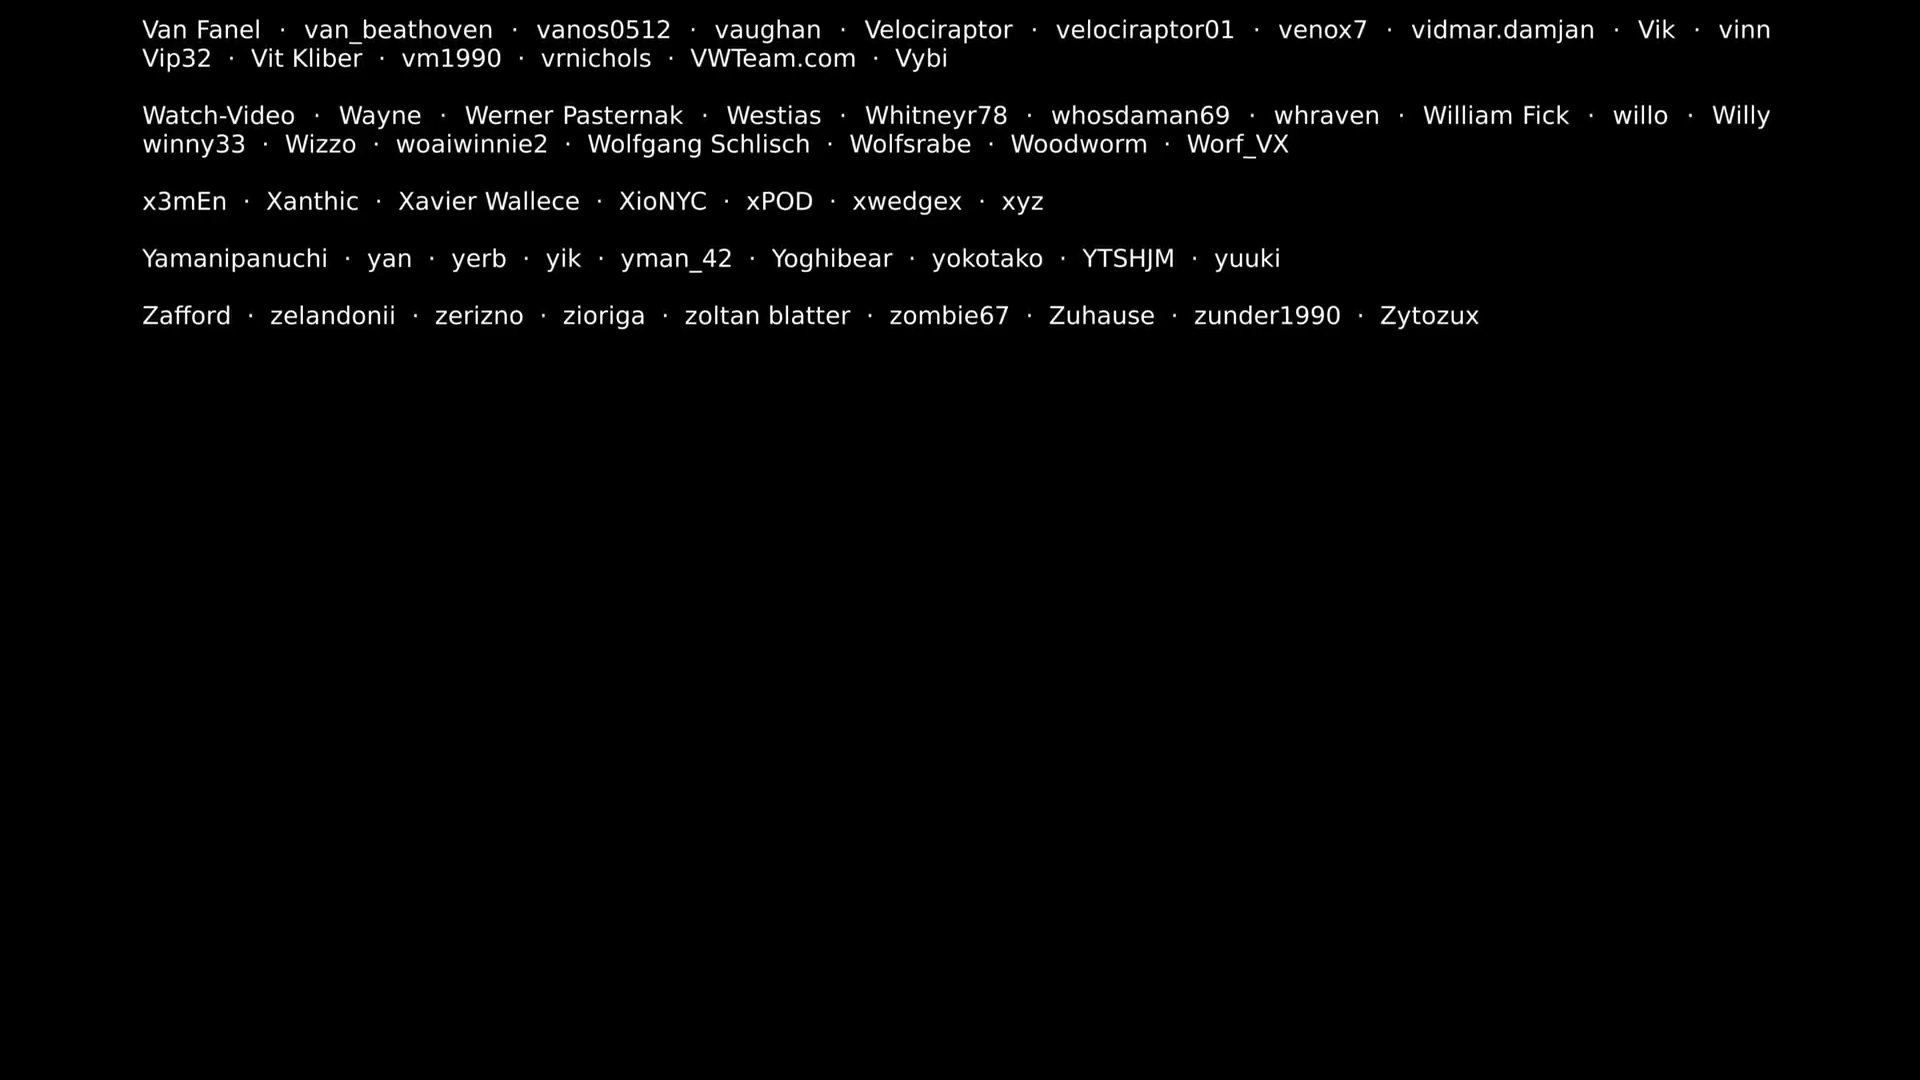 Van Fanel · van_beathoven · vanos0512 · vaughan · Velociraptor · velociraptor01 · venox7 · vidmar.damjan · Vik · vinn
Vip32 · Vit Kliber · vm1990 · vrnichols · VWTeam.com · Vybi
Watch-Video · Wayne · Werner Pasternak · Westias · Whitneyr78 · whosdaman69 · whraven · William Fick · willo · Willy
winny33 · Wizzo · woaiwinnie2 · Wolfgang Schlisch · Wolfsrabe · Woodworm · Worf_VX
x3mEn · Xanthic · Xavier Wallece · XioNYC · xPOD · xwedgex · xyz
Yamanipanuchi · yan · yerb · yik · yman_42 · Yoghibear · yokotako · YTSHJM · yuuki
Zafford · zelandonii · zerizno · zioriga · zoltan blatter · zombie67 · Zuhause · zunder1990 · Zytozux